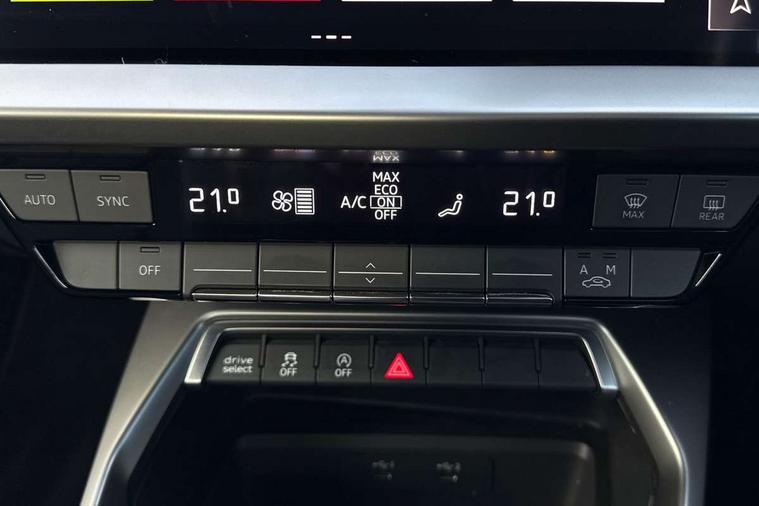 AUTO
SYNC
21.0
A/C
MAX
ECO
ON
OFF
21.0
MAX
REAR
OFF
A M
drive
select
OFF
A
OFF